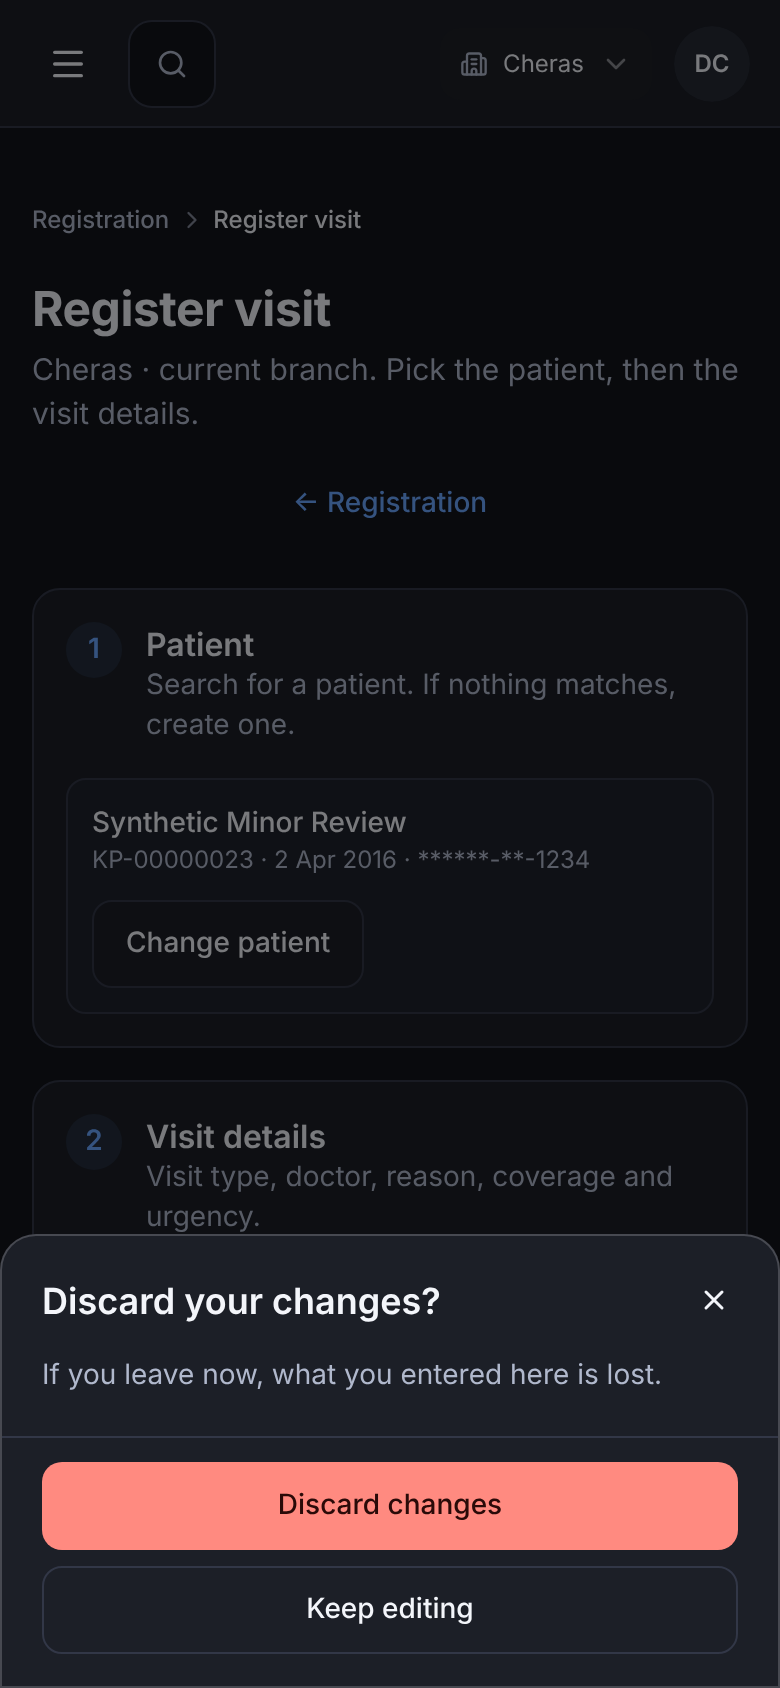 Cheras
DC
Registration > Register visit
Register visit
Cheras · current branch. Pick the patient, then the
visit details.
← Registration
1
Patient
Search for a patient. If nothing matches,
create one.
Synthetic Minor Review
KP-00000023 · 2 Apr 2016 · ******-**-1234
Change patient
2
Visit details
Visit type, doctor, reason, coverage and
urgency.
Discard your changes?
If you leave now, what you entered here is lost.
Discard changes
Keep editing